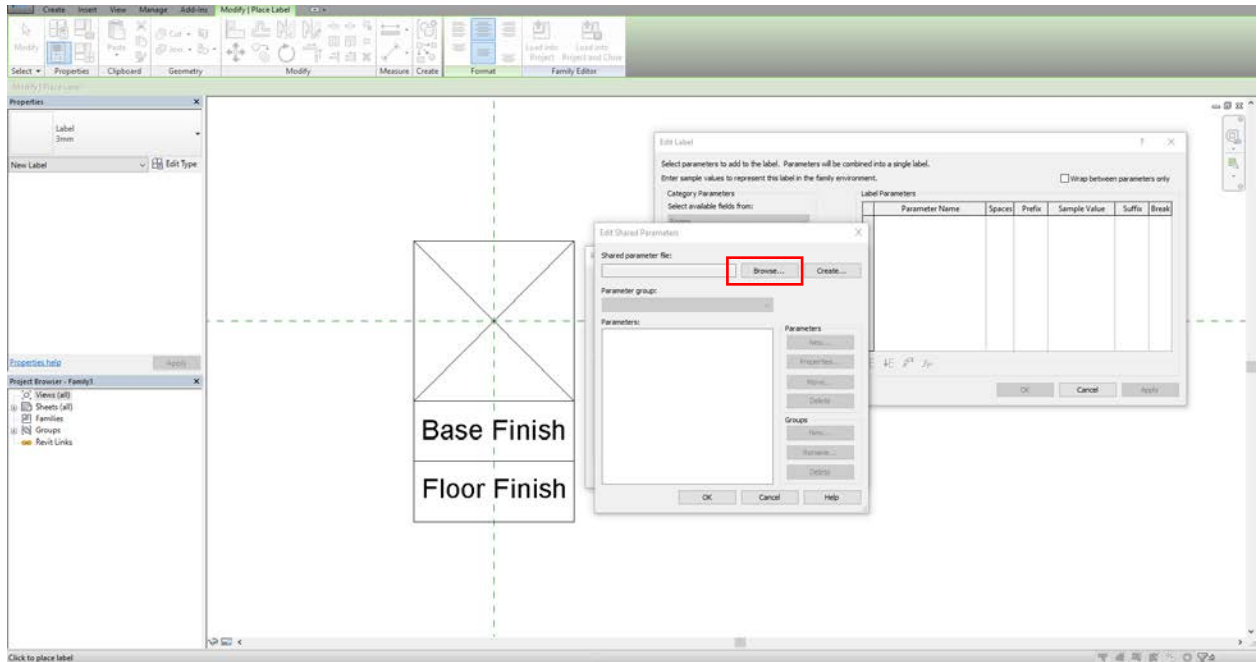 Create Insert View Manage Add-Ins Modify | Place Label
Modify
Paste
Cut
Join
Load into Project
Load into Project and Close
Select Properties Clipboard Geometry Modify Measure Create Format Family Editor
Modify | Place Label
Properties
Label
3mm
New Label
Edit Type
Properties help
Apply
Project Browser - Family1
Views (all)
Sheets (all)
Families
Groups
Revit Links
Base Finish
Floor Finish
Edit Label
Select parameters to add to the label. Parameters will be combined into a single label.
Enter sample values to represent this label in the family environment.
Wrap between parameters only
Category Parameters
Select available fields from:
Label Parameters
Parameter Name Spaces Prefix Sample Value Suffix Break
OK Cancel Apply
Edit Shared Parameters
Shared parameter file:
Browse... Create...
Parameter group:
Parameters:
Parameters
New...
Properties...
Move...
Delete
Groups
New...
Rename...
Delete
OK Cancel Help
Click to place label